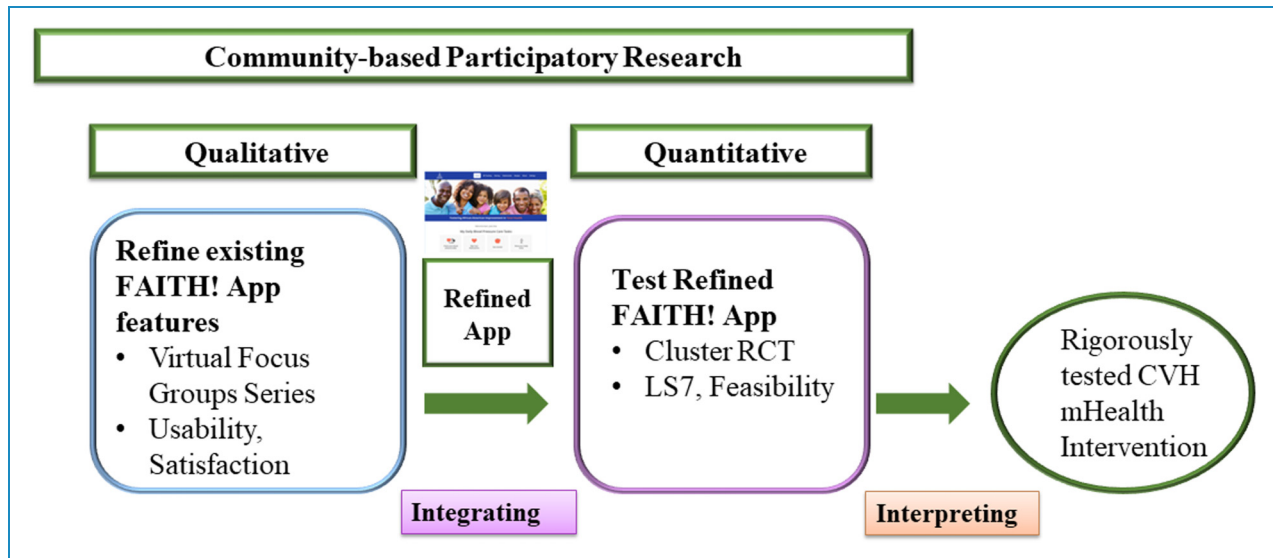 Community-based Participatory Research
Qualitative
Quantitative
Refine existing
FAITH! App
features
• Virtual Focus
Groups Series
• Usability,
Satisfaction
Refined
App
Test Refined
FAITH! App
• Cluster RCT
• LS7, Feasibility
Rigorously
tested CVH
mHealth
Intervention
Integrating
Interpreting